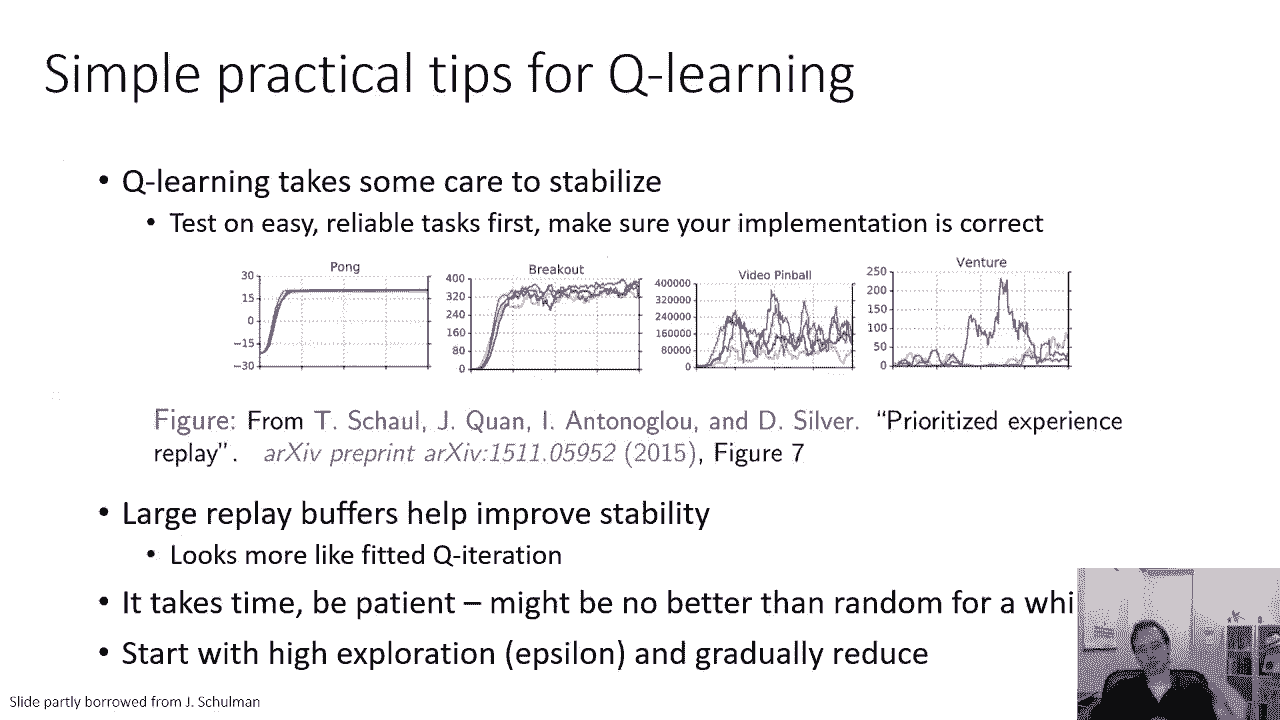 Simple practical tips for Q-learning
• Q-learning takes some care to stabilize
• Test on easy, reliable tasks first, make sure your implementation is correct
Pong
30
15
0
−15
−30
Breakout
400
320
240
160
80
0
Video Pinball
400000
320000
240000
160000
80000
0
Venture
250
200
150
100
50
0
Figure: From T. Schaul, J. Quan, I. Antonoglou, and D. Silver. “Prioritized experience
replay”. arXiv preprint arXiv:1511.05952 (2015), Figure 7
• Large replay buffers help improve stability
• Looks more like fitted Q-iteration
• It takes time, be patient – might be no better than random for a whi
• Start with high exploration (epsilon) and gradually reduce
Slide partly borrowed from J. Schulman